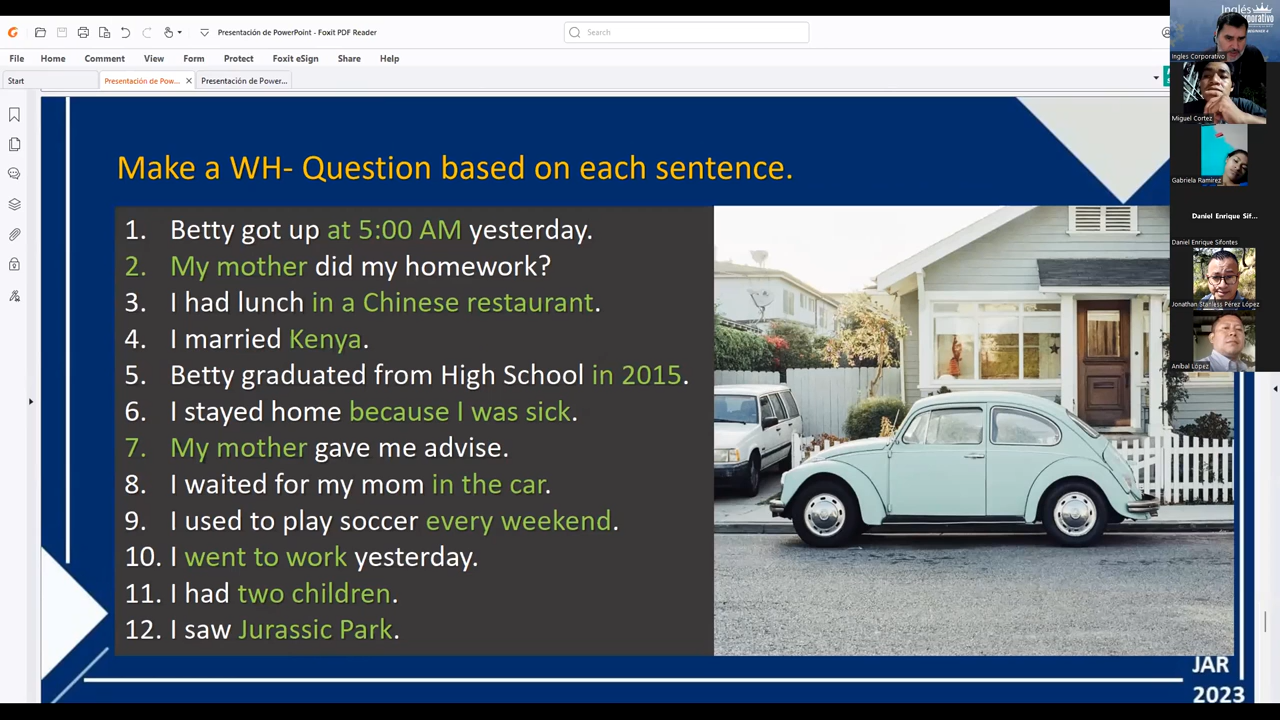 Presentación de PowerPoint - Foxit PDF Reader
Search
File Home Comment View Form Protect Foxit eSign Share Help
Start Presentación de Pow... Presentación de Power...
Make a WH- Question based on each sentence.
1. Betty got up at 5:00 AM yesterday.
2. My mother did my homework?
3. I had lunch in a Chinese restaurant.
4. I married Kenya.
5. Betty graduated from High School in 2015.
6. I stayed home because I was sick.
7. My mother gave me advise.
8. I waited for my mom in the car.
9. I used to play soccer every weekend.
10. I went to work yesterday.
11. I had two children.
12. I saw Jurassic Park.
JAR
2023
Inglés
Corporativo
ingles Corporativo
Miguel Cortez
Gabriela Ramirez
Daniel Enrique Sif...
Daniel Enrique Sifontes
Jonathan Stanless Pérez López
Anibal López